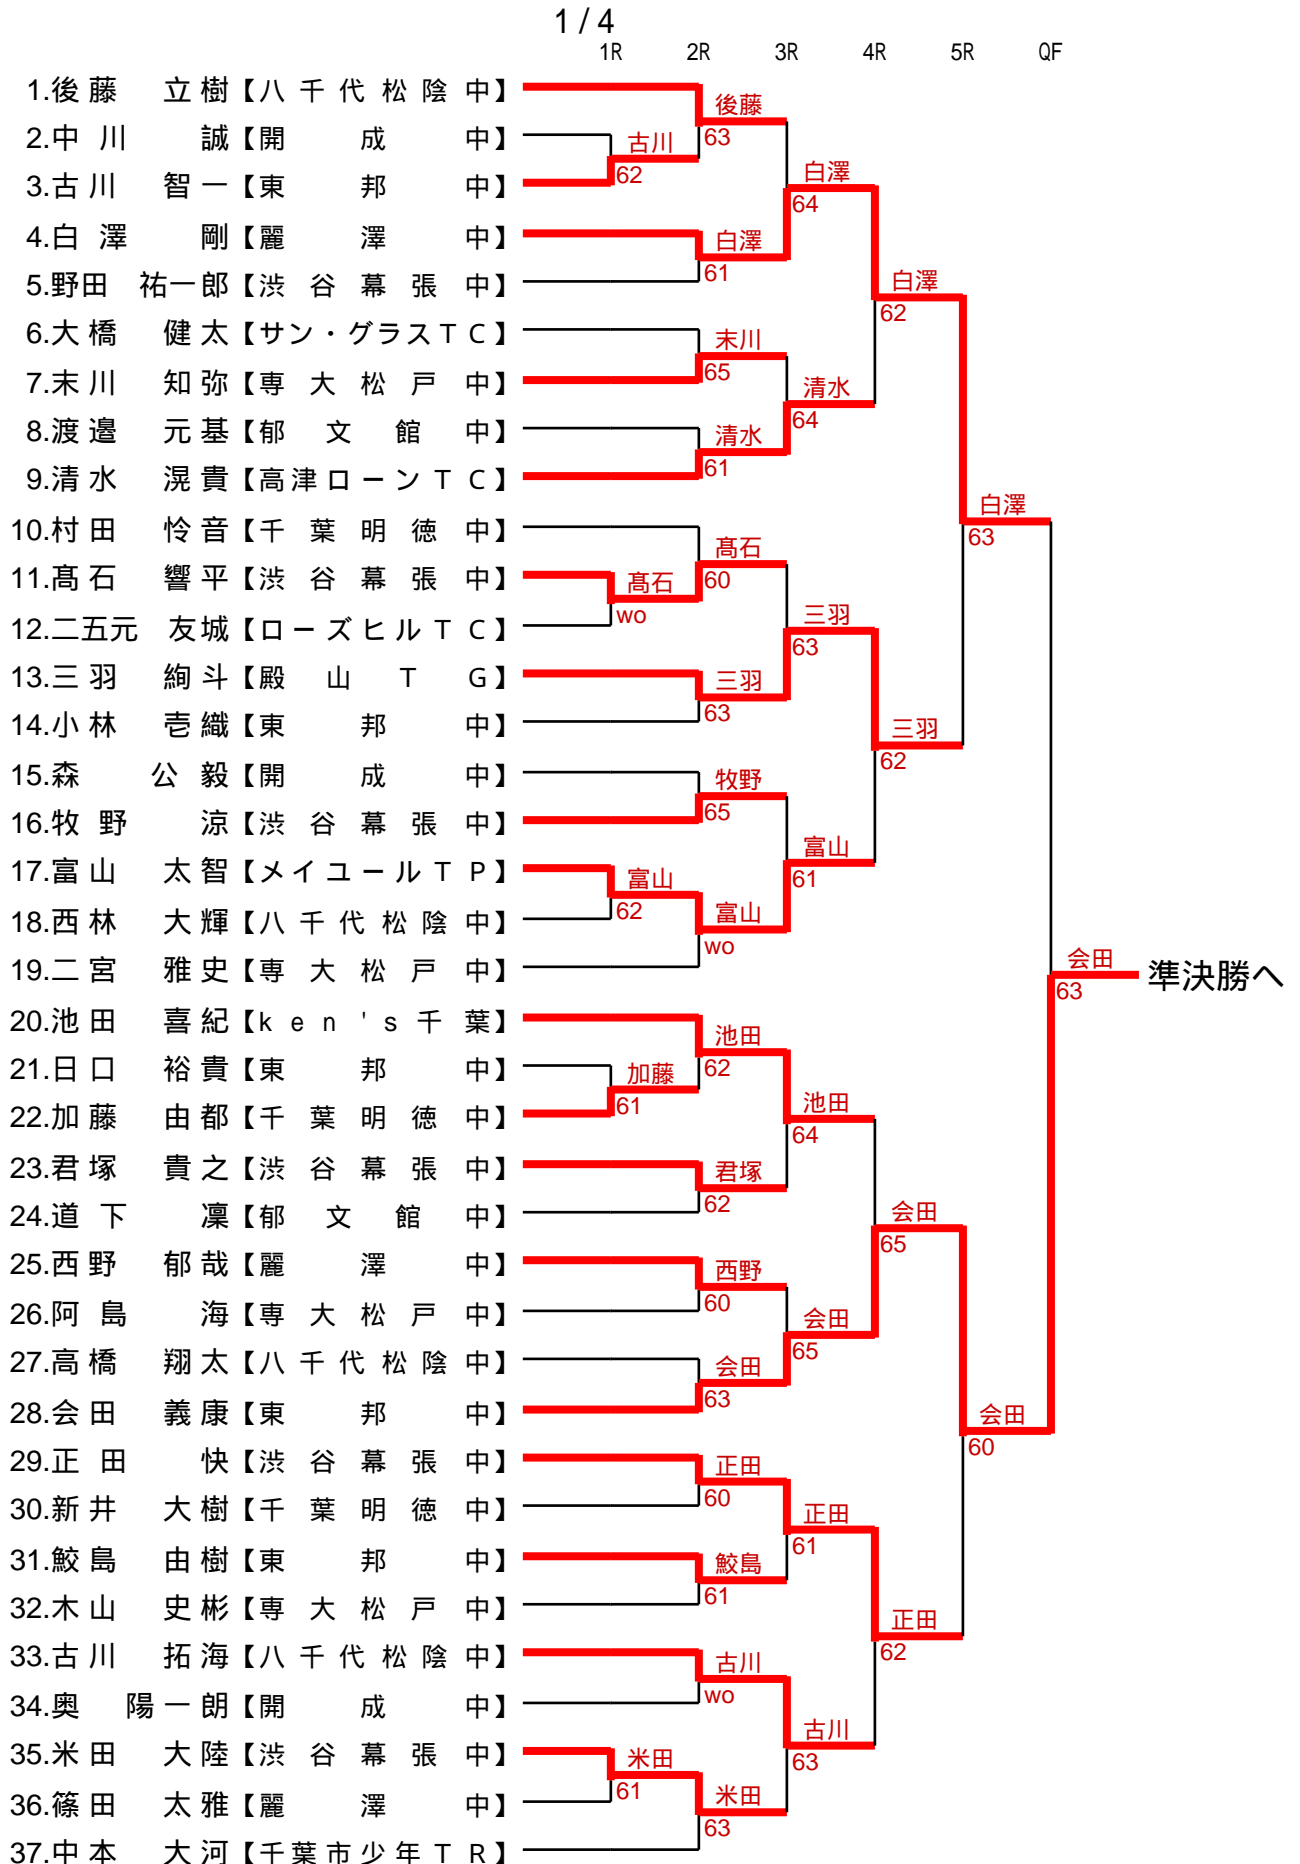 1 / 4
1R 2R 3R 4R 5R QF
1.後藤 立樹【八千代松陰中】
後藤
2.中川 誠【開成中】
63
古川
3.古川 智一【東邦中】
62
白澤
64
4.白澤 剛【麗澤中】
白澤
61
5.野田 祐一郎【渋谷幕張中】
白澤
62
6.大橋 健太【サン・グラスTC】
末川
65
7.末川 知弥【専大松戸中】
清水
64
8.渡邉 元基【郁文館中】
清水
61
9.清水 滉貴【高津ローンTC】
白澤
63
10.村田 怜音【千葉明徳中】
髙石
60
11.髙石 響平【渋谷幕張中】
髙石
wo
12.二五元 友城【ローズヒルTC】
三羽
63
13.三羽 絢斗【殿山TG】
三羽
63
14.小林 壱織【東邦中】
三羽
62
15.森 公毅【開成中】
牧野
65
16.牧野 涼【渋谷幕張中】
富山
61
17.富山 太智【メイユールTP】
富山
62
18.西林 大輝【八千代松陰中】
富山
wo
19.二宮 雅史【専大松戸中】
会田
63
準決勝へ
20.池田 喜紀【ken's千葉】
池田
62
21.日口 裕貴【東邦中】
加藤
61
22.加藤 由都【千葉明徳中】
池田
64
23.君塚 貴之【渋谷幕張中】
君塚
62
24.道下 凜【郁文館中】
会田
65
25.西野 郁哉【麗澤中】
西野
60
26.阿島 海【専大松戸中】
会田
65
27.高橋 翔太【八千代松陰中】
会田
63
28.会田 義康【東邦中】
会田
60
29.正田 快【渋谷幕張中】
正田
60
30.新井 大樹【千葉明徳中】
正田
61
31.鮫島 由樹【東邦中】
鮫島
61
32.木山 史彬【専大松戸中】
正田
62
33.古川 拓海【八千代松陰中】
古川
wo
34.奥 陽一朗【開成中】
古川
63
35.米田 大陸【渋谷幕張中】
米田
61
36.篠田 太雅【麗澤中】
米田
63
37.中本 大河【千葉市少年TR】